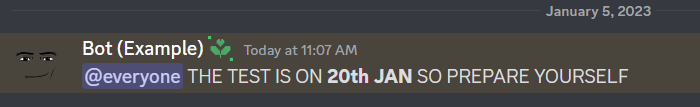 January 5, 2023
Bot (Example) Today at 11:07 AM
@everyone THE TEST IS ON 20th JAN SO PREPARE YOURSELF